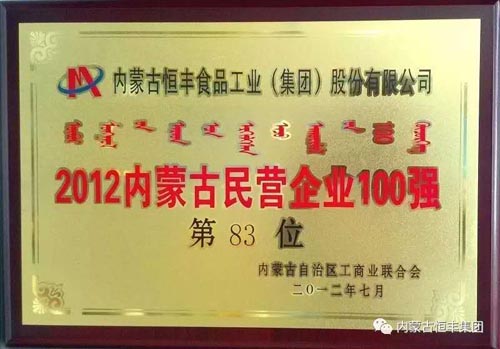 内蒙古恒丰食品工业（集团）股份有限公司
2012内蒙古民营企业100强
第 83 位
内蒙古自治区工商业联合会
二〇一二年七月
内蒙古恒丰集团